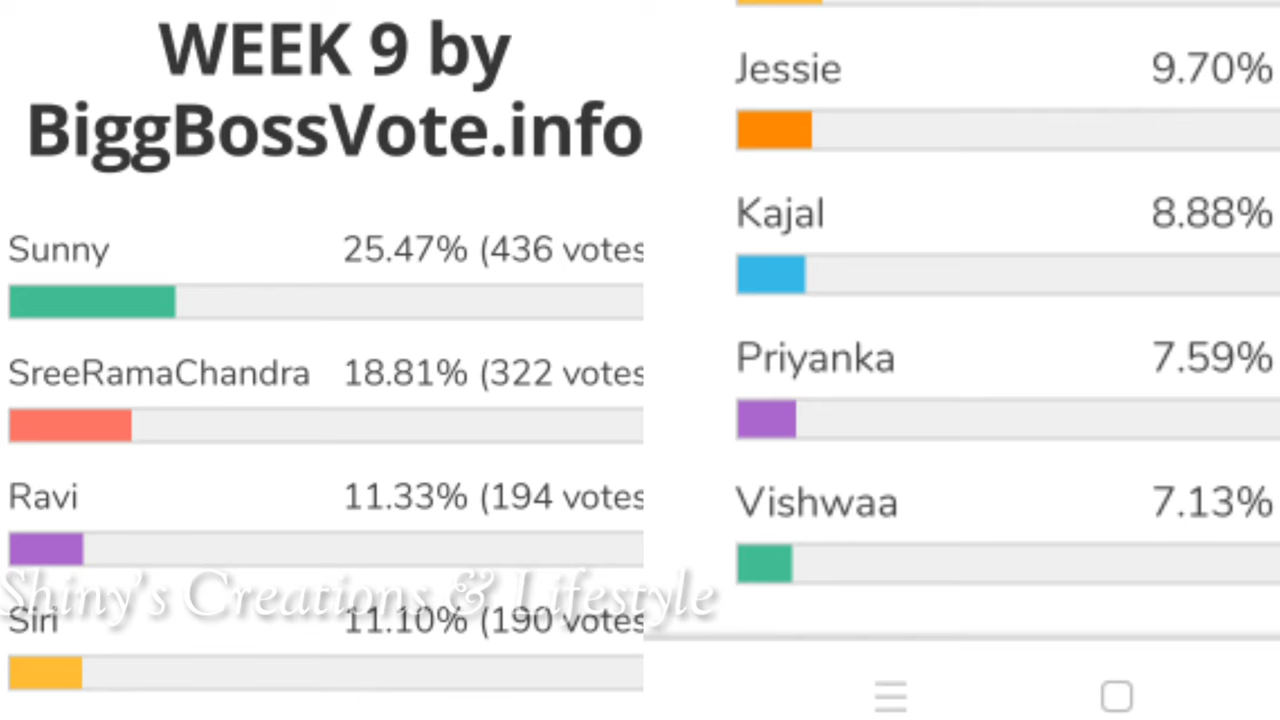 WEEK 9 by
BiggBossVote.info
Sunny 25.47% (436 votes
SreeRamaChandra 18.81% (322 votes
Ravi 11.33% (194 votes
Shiny's Creations & Lifestyle
Siri 11.10% (190 votes
Jessie 9.70%
Kajal 8.88%
Priyanka 7.59%
Vishwaa 7.13%